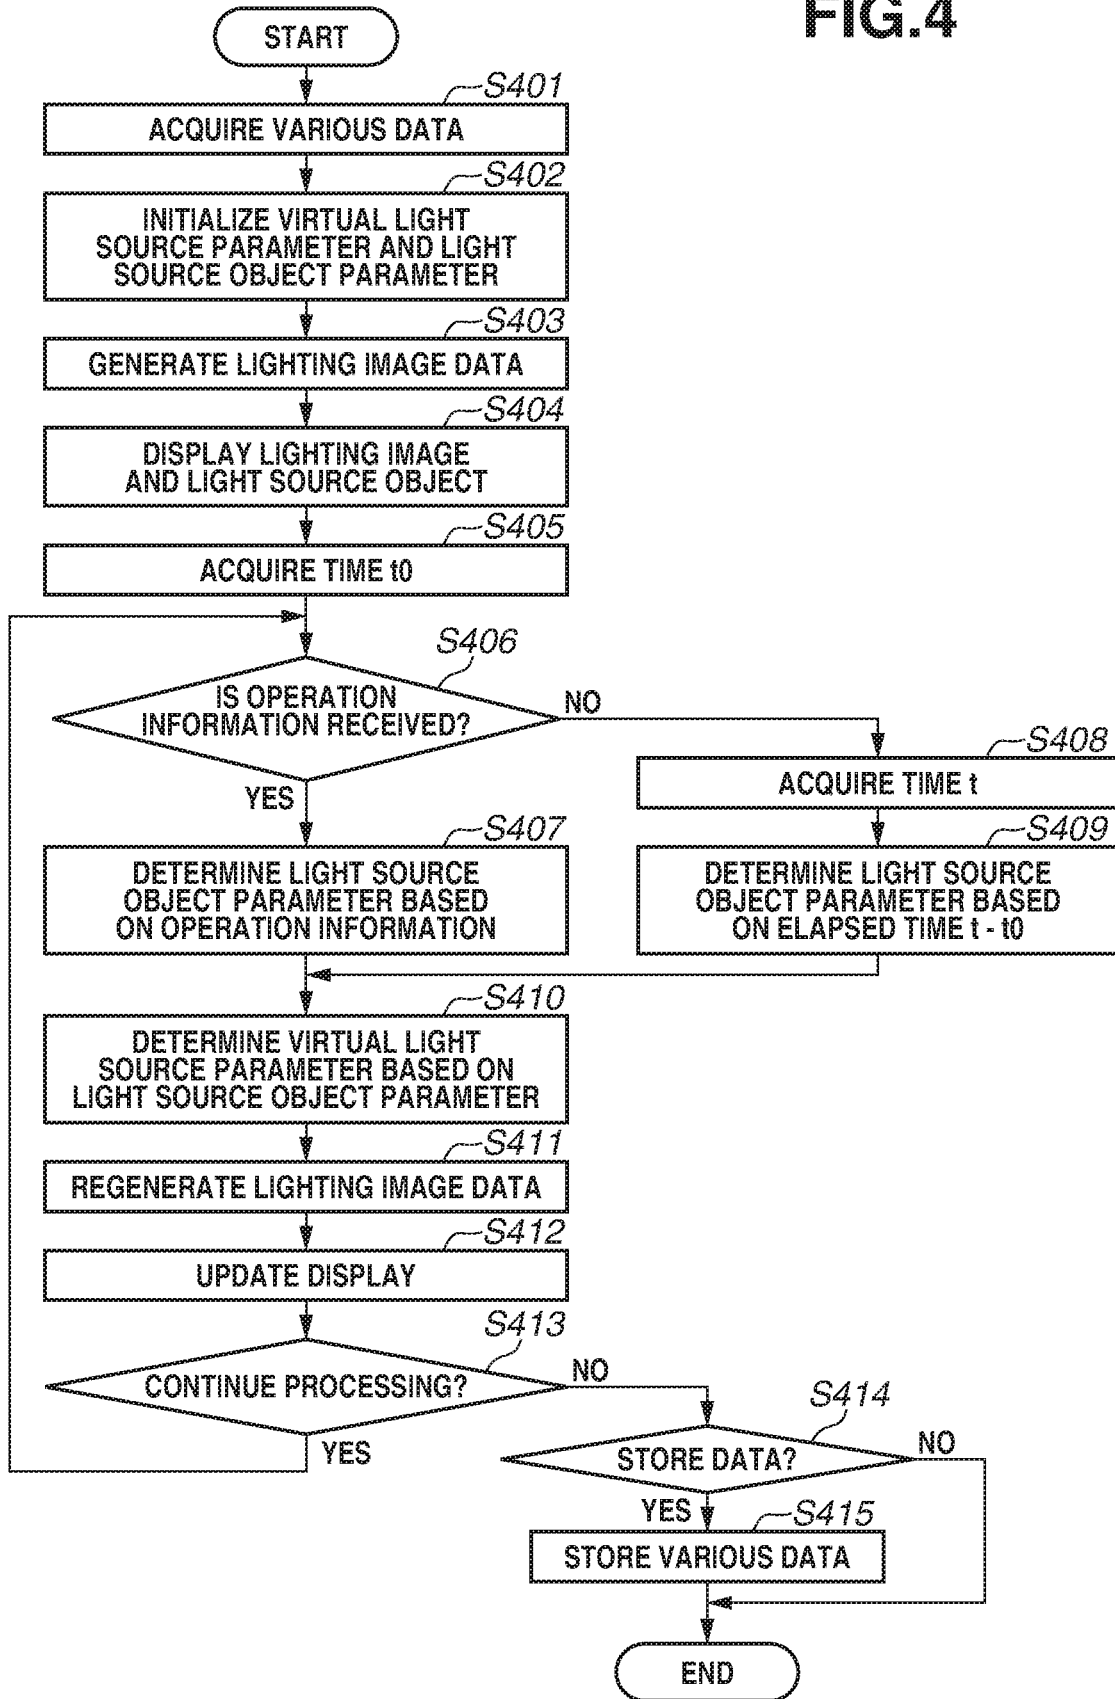 FIG.4
START
S401
ACQUIRE VARIOUS DATA
S402
INITIALIZE VIRTUAL LIGHT
SOURCE PARAMETER AND LIGHT
SOURCE OBJECT PARAMETER
S403
GENERATE LIGHTING IMAGE DATA
S404
DISPLAY LIGHTING IMAGE
AND LIGHT SOURCE OBJECT
S405
ACQUIRE TIME t0
S406
IS OPERATION
INFORMATION RECEIVED?
NO
YES
S408
ACQUIRE TIME t
S407
DETERMINE LIGHT SOURCE
OBJECT PARAMETER BASED
ON OPERATION INFORMATION
S409
DETERMINE LIGHT SOURCE
OBJECT PARAMETER BASED
ON ELAPSED TIME t - t0
S410
DETERMINE VIRTUAL LIGHT
SOURCE PARAMETER BASED ON
LIGHT SOURCE OBJECT PARAMETER
S411
REGENERATE LIGHTING IMAGE DATA
S412
UPDATE DISPLAY
S413
CONTINUE PROCESSING?
NO
YES
S414
STORE DATA?
NO
YES
S415
STORE VARIOUS DATA
END